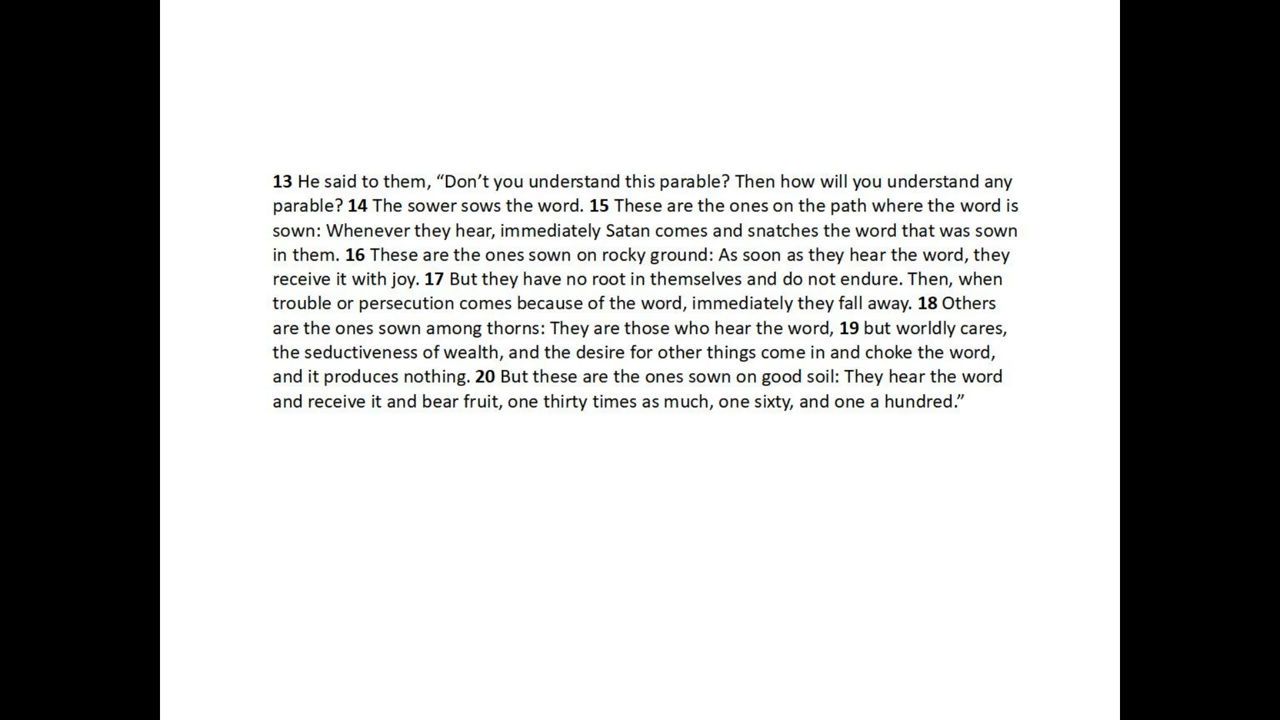 13 He said to them, “Don’t you understand this parable? Then how will you understand any
parable? 14 The sower sows the word. 15 These are the ones on the path where the word is
sown: Whenever they hear, immediately Satan comes and snatches the word that was sown
in them. 16 These are the ones sown on rocky ground: As soon as they hear the word, they
receive it with joy. 17 But they have no root in themselves and do not endure. Then, when
trouble or persecution comes because of the word, immediately they fall away. 18 Others
are the ones sown among thorns: They are those who hear the word, 19 but worldly cares,
the seductiveness of wealth, and the desire for other things come in and choke the word,
and it produces nothing. 20 But these are the ones sown on good soil: They hear the word
and receive it and bear fruit, one thirty times as much, one sixty, and one a hundred.”